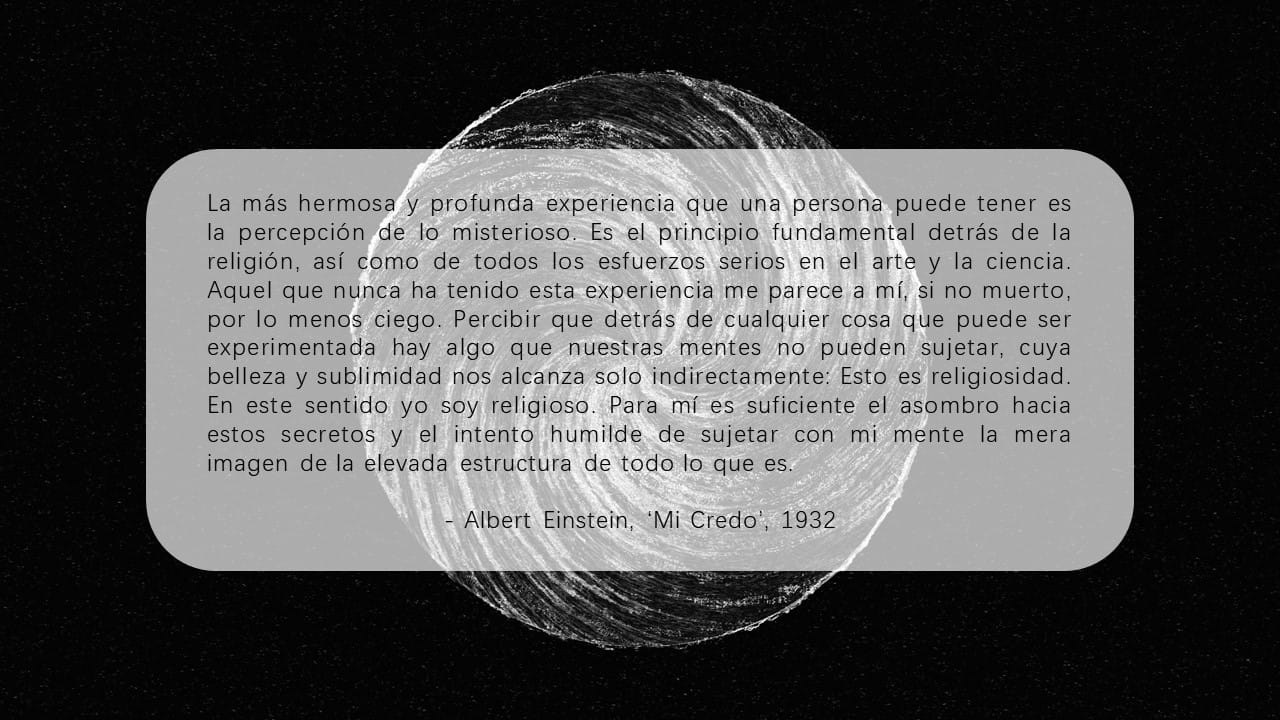 La más hermosa y profunda experiencia que una persona puede tener es
la percepción de lo misterioso. Es el principio fundamental detrás de la
religión, así como de todos los esfuerzos serios en el arte y la ciencia.
Aquel que nunca ha tenido esta experiencia me parece a mí, si no muerto,
por lo menos ciego. Percibir que detrás de cualquier cosa que puede ser
experimentada hay algo que nuestras mentes no pueden sujetar, cuya
belleza y sublimidad nos alcanza solo indirectamente: Esto es religiosidad.
En este sentido yo soy religioso. Para mí es suficiente el asombro hacia
estos secretos y el intento humilde de sujetar con mi mente la mera
imagen de la elevada estructura de todo lo que es.
- Albert Einstein, ‘Mi Credo’, 1932